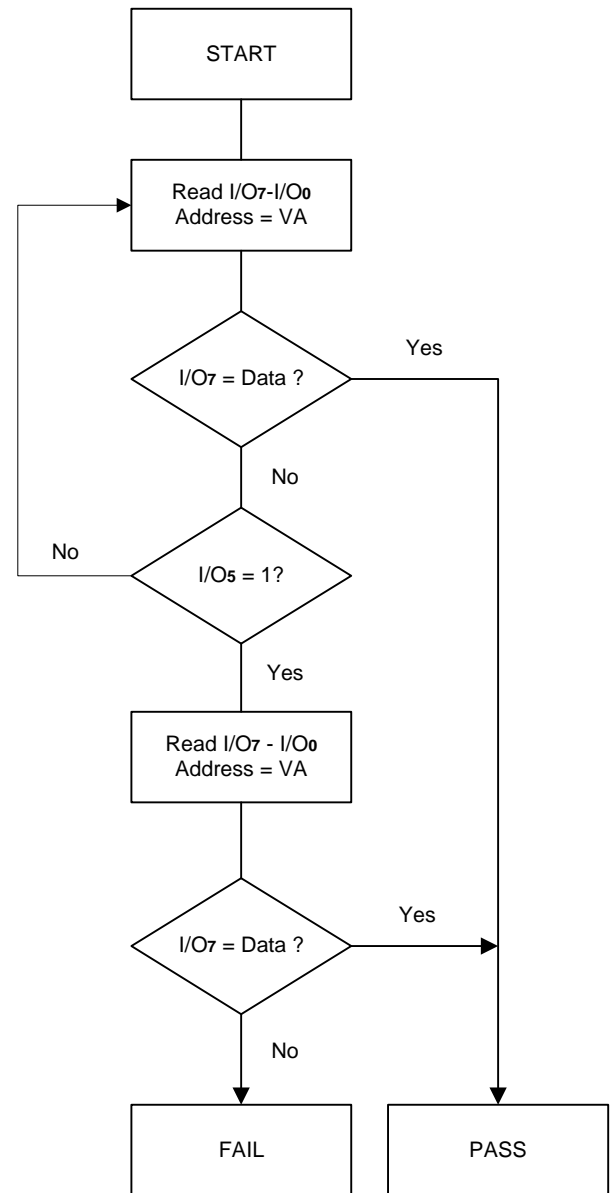 START
Read I/O7-I/O0
Address = VA
I/O7 = Data ?
Yes
No
No
I/O5 = 1?
Yes
Read I/O7 - I/O0
Address = VA
I/O7 = Data ?
Yes
No
FAIL
PASS